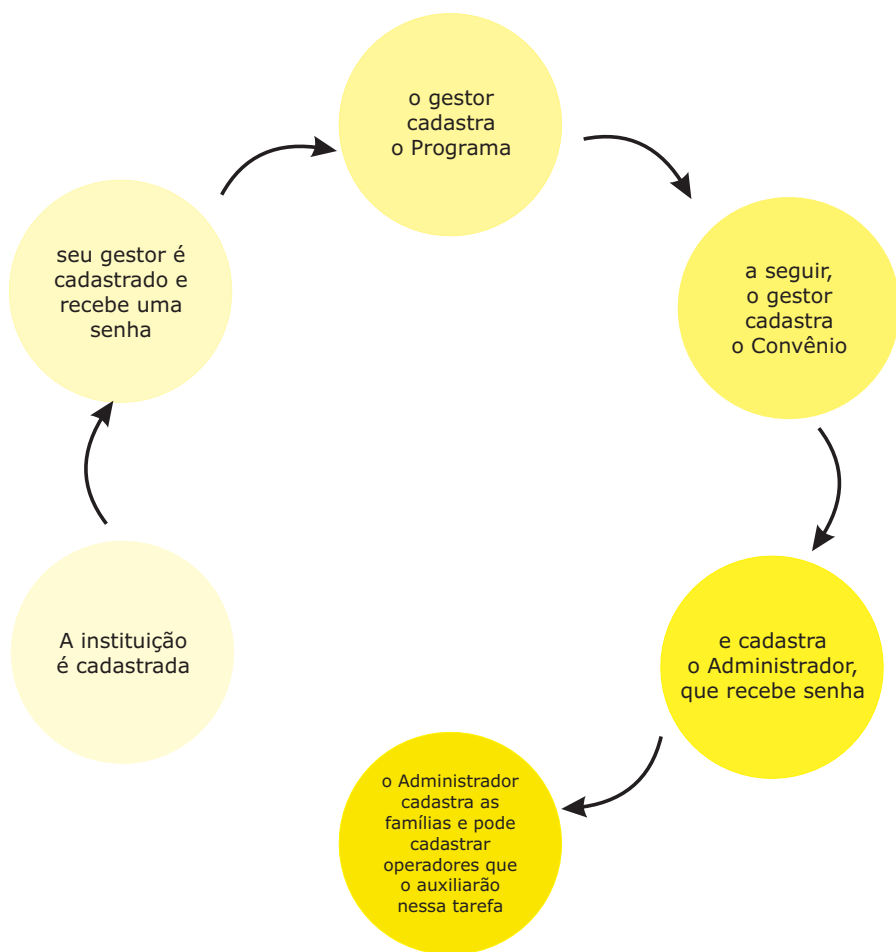 A instituição
é cadastrada
seu gestor é
cadastrado e
recebe uma
senha
o gestor
cadastra
o Programa
a seguir,
o gestor
cadastra
o Convênio
e cadastra
o Administrador,
que recebe senha
o Administrador
cadastra as
famílias e pode
cadastrar
operadores que
o auxiliarão
nessa tarefa